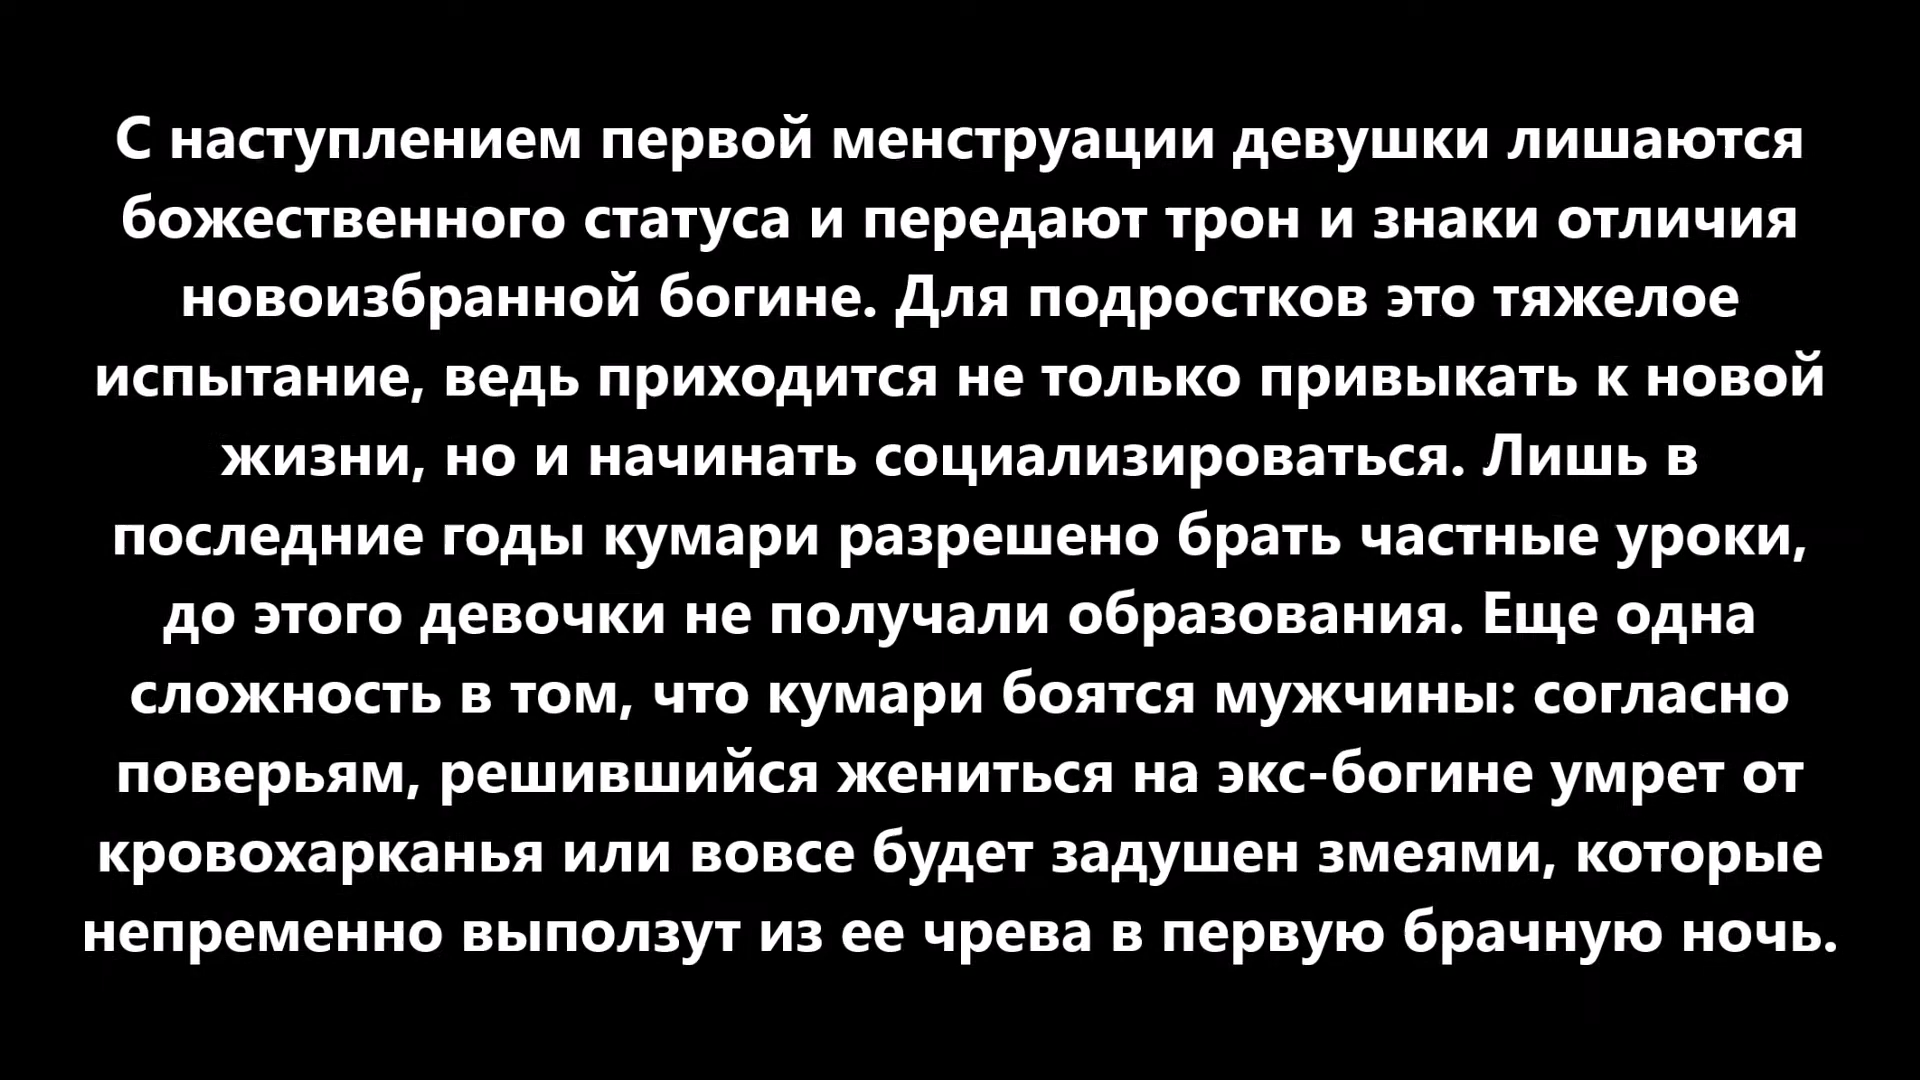 С наступлением первой менструации девушки лишаются
божественного статуса и передают трон и знаки отличия
новоизбранной богине. Для подростков это тяжелое
испытание, ведь приходится не только привыкать к новой
жизни, но и начинать социализироваться. Лишь в
последние годы кумари разрешено брать частные уроки,
до этого девочки не получали образования. Еще одна
сложность в том, что кумари боятся мужчины: согласно
поверьям, решившийся жениться на экс-богине умрет от
кровохарканья или вовсе будет задушен змеями, которые
непременно выползут из ее чрева в первую брачную ночь.